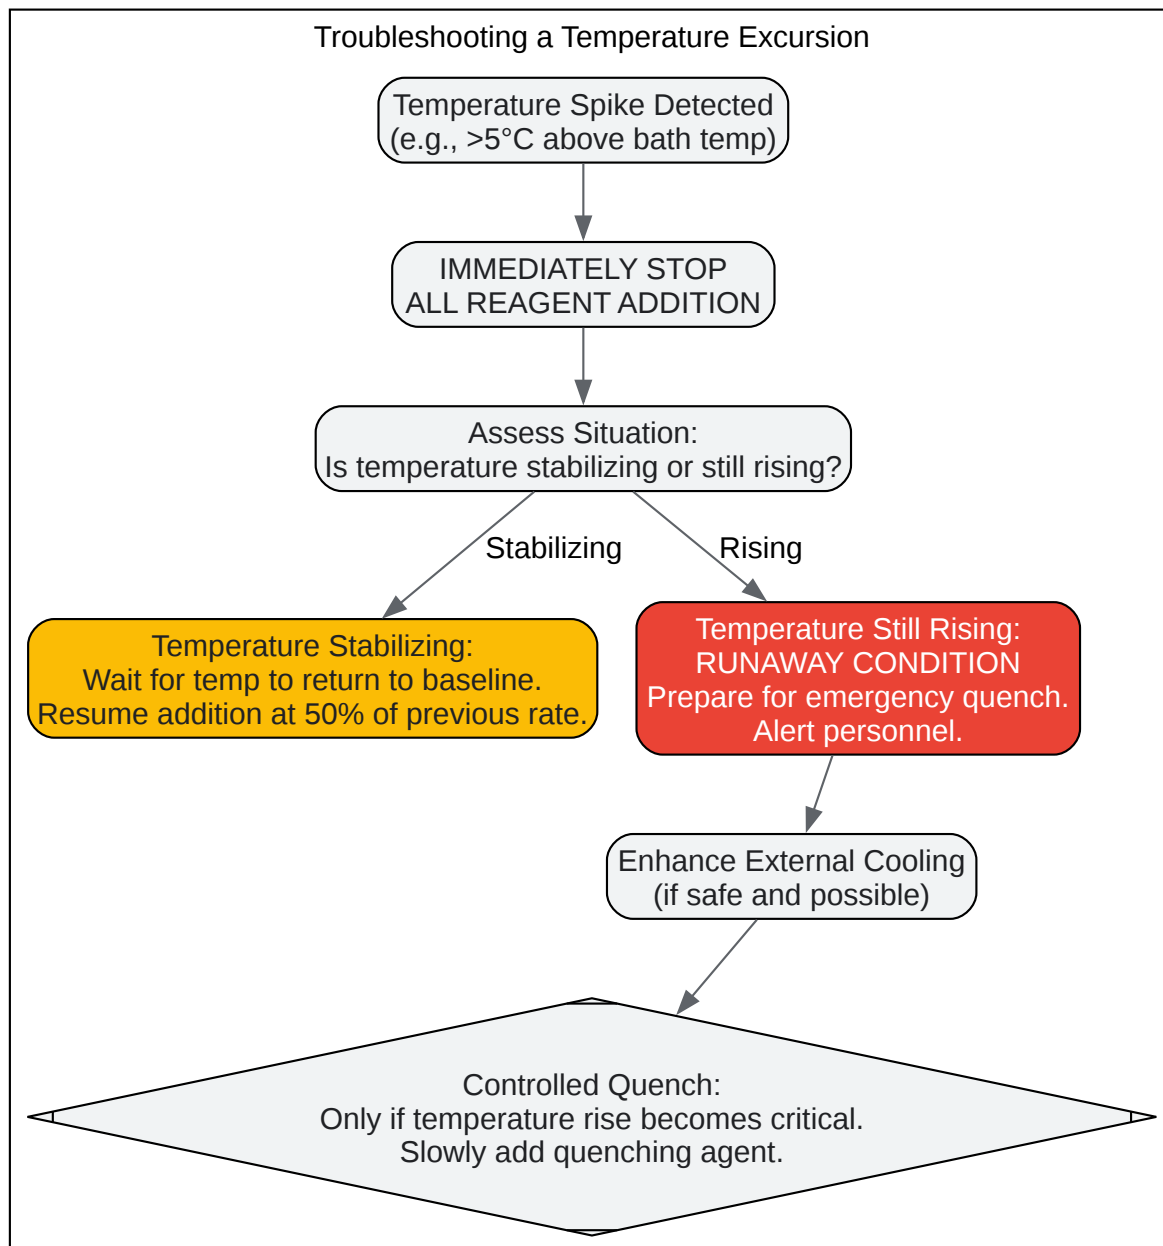 Troubleshooting a Temperature Excursion
Temperature Spike Detected
(e.g., >5°C above bath temp)
IMMEDIATELY STOP
ALL REAGENT ADDITION
Assess Situation:
Is temperature stabilizing or still rising?
Stabilizing
Rising
Temperature Stabilizing:
Wait for temp to return to baseline.
Resume addition at 50% of previous rate.
Temperature Still Rising:
RUNAWAY CONDITION
Prepare for emergency quench.
Alert personnel.
Enhance External Cooling
(if safe and possible)
Controlled Quench:
Only if temperature rise becomes critical.
Slowly add quenching agent.